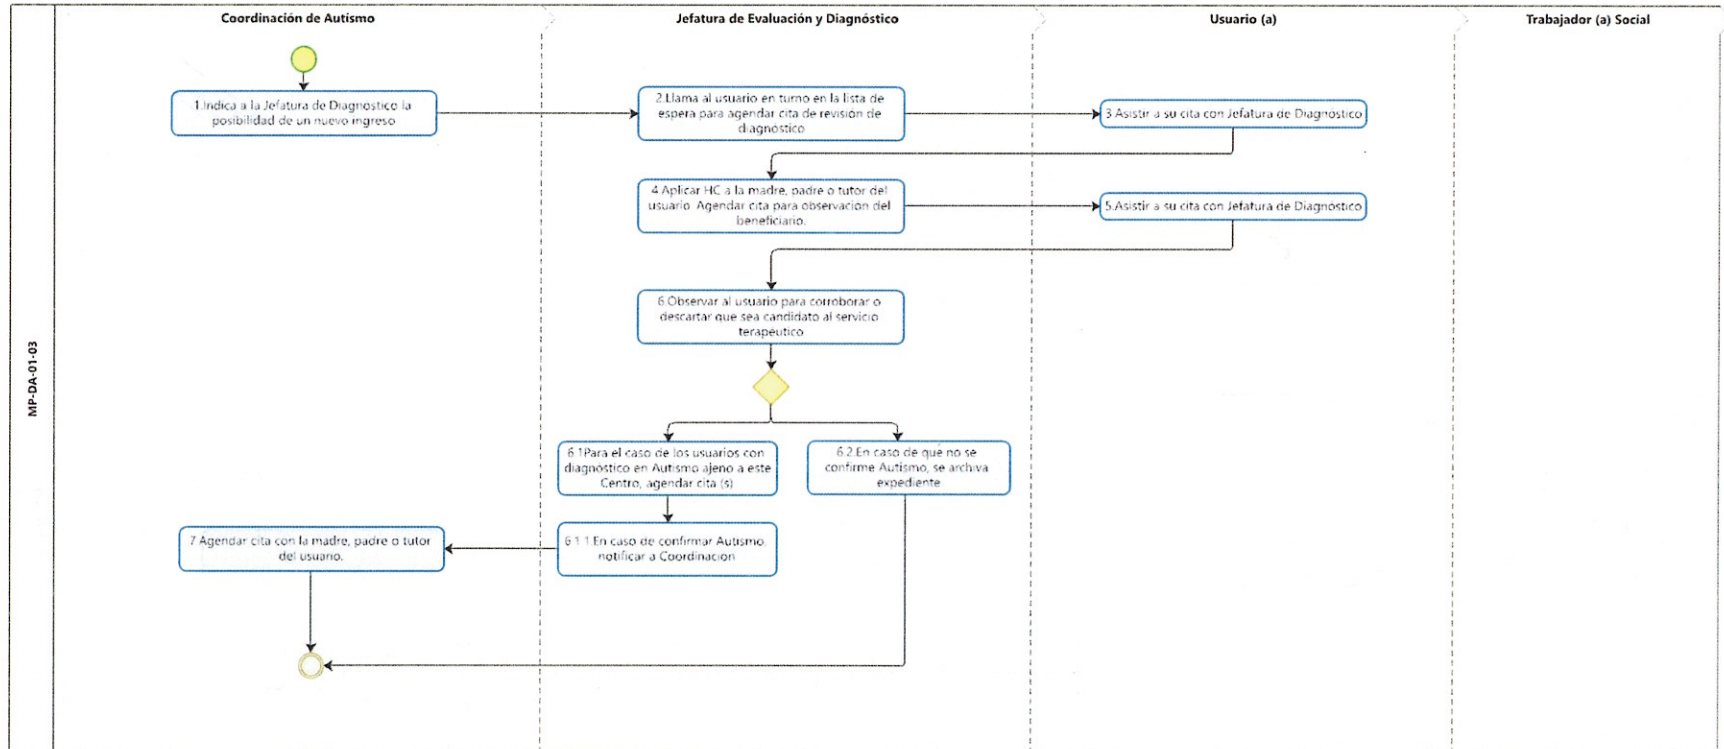 Coordinación de Autismo
Jefatura de Evaluación y Diagnóstico
Usuario (a)
Trabajador (a) Social
MP-DA-01-03
1.Indica a la Jefatura de Diagnóstico la
posibilidad de un nuevo ingreso
2.Llama al usuario en turno en la lista de
espera para agendar cita de revisión de
diagnóstico
3.Asistir a su cita con Jefatura de Diagnóstico
4.Aplicar HC a la madre, padre o tutor del
usuario. Agendar cita para observación del
beneficiario.
5.Asistir a su cita con Jefatura de Diagnóstico
6.Observar al usuario para corroborar o
descartar que sea candidato al servicio
terapéutico
6.1Para el caso de los usuarios con
diagnóstico en Autismo ajeno a este
Centro, agendar cita (s)
6.2.En caso de que no se
confirme Autismo, se archiva
expediente
6.1.1.En caso de confirmar Autismo,
notificar a Coordinación
7.Agendar cita con la madre, padre o tutor
del usuario.